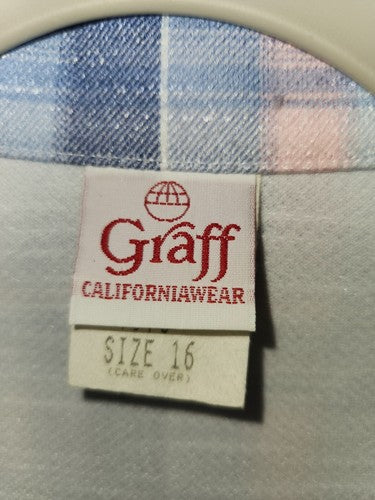 Graff
CALIFORNIAWEAR
SIZE 16
(CARE OVER)